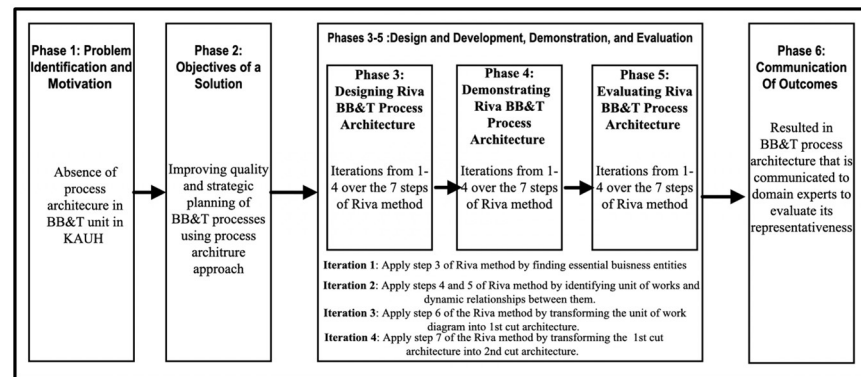 Phase 1: Problem
Identification and
Motivation
Absence of
process
architecure in
BB&T unit in
KAUH
Phase 2:
Objectives of a
Solution
Improving quality
and strategic
planning of
BB&T processes
using process
architrure
approach
Phases 3-5 :Design and Development, Demonstration, and Evaluation
Phase 3:
Designing Riva
BB&T Process
Architecture
Iterations from 1-
4 over the 7 steps
of Riva method
Phase 4:
Demonstrating
Riva BB&T
Process
Architecture
Iterations from 1-
4 over the 7 steps
of Riva method
Phase 5:
Evaluating Riva
BB&T Process
Architecture
Iterations from 1-
4 over the 7 steps
of Riva method
Iteration 1: Apply step 3 of Riva method by finding essential buisness entities
Iteration 2: Apply steps 4 and 5 of Riva method by identifying unit of works and
dynamic relationships between them.
Iteration 3: Apply step 6 of the Riva method by transforming the unit of work
diagram into 1st cut architecture.
Iteration 4: Apply step 7 of the Riva method by transforming the 1st cut
architecture into 2nd cut architecture.
Phase 6:
Communication
Of Outcomes
Resulted in
BB&T process
architecture that is
communicated to
domain experts to
evaluate its
representativeness